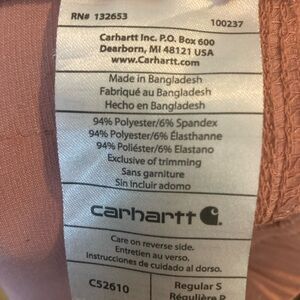 RN# 132653 100237
Carhartt Inc. P.O. Box 600
Dearborn, MI 48121 USA
www.Carhartt.com
Made in Bangladesh
Fabriqué au Bangladesh
Hecho en Bangladesh
94% Polyester/6% Spandex
94% Polyester/6% Élasthanne
94% Poliéster/6% Elastano
Exclusive of trimming
Sans garniture
Sin incluir adorno
carhartt
Care on reverse side.
Entretien au verso.
Instrucciones de cuidado al dorso.
C52610 Regular S
Régulière P